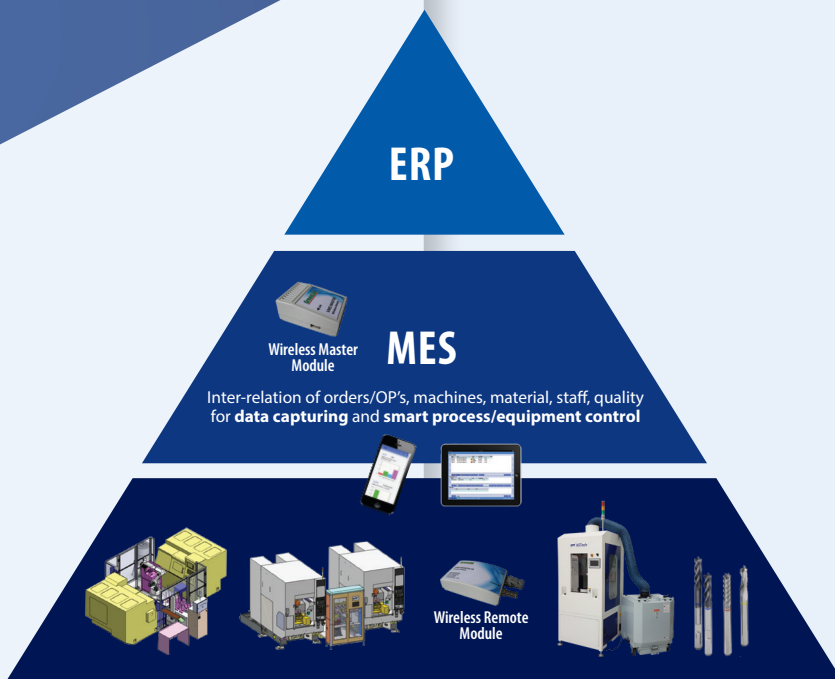 ERP
Wireless Master
Module
MES
Inter-relation of orders/OP's, machines, material, staff, quality
for data capturing and smart process/equipment control
Wireless Remote
Module